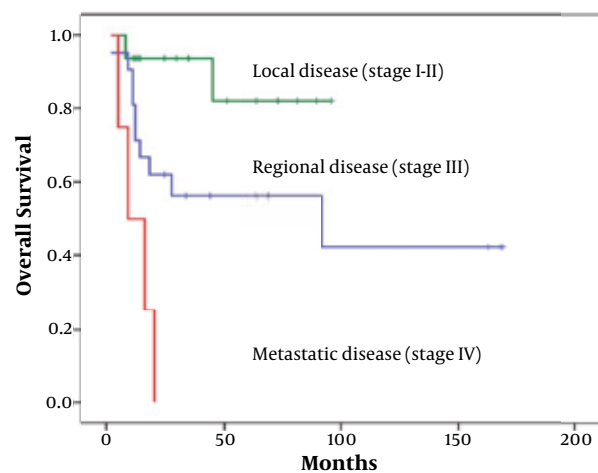 1.0
0.8
0.6
0.4
0.2
0.0
Overall Survival
Local disease (stage I-II)
Regional disease (stage III)
Metastatic disease (stage IV)
0 50 100 150 200
Months